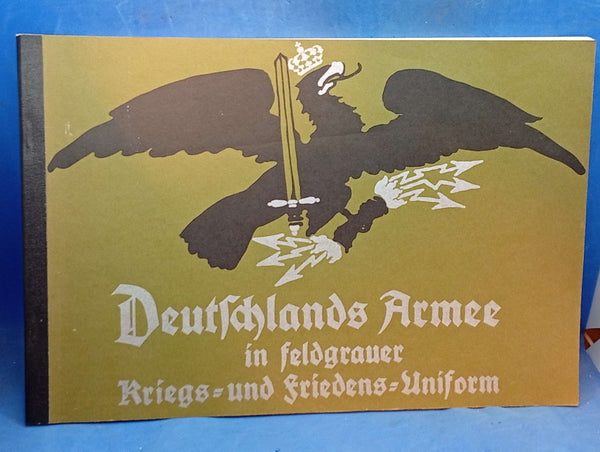 Deutſchlands Armee
in feldgrauer
Kriegs=und Friedens=Uniform